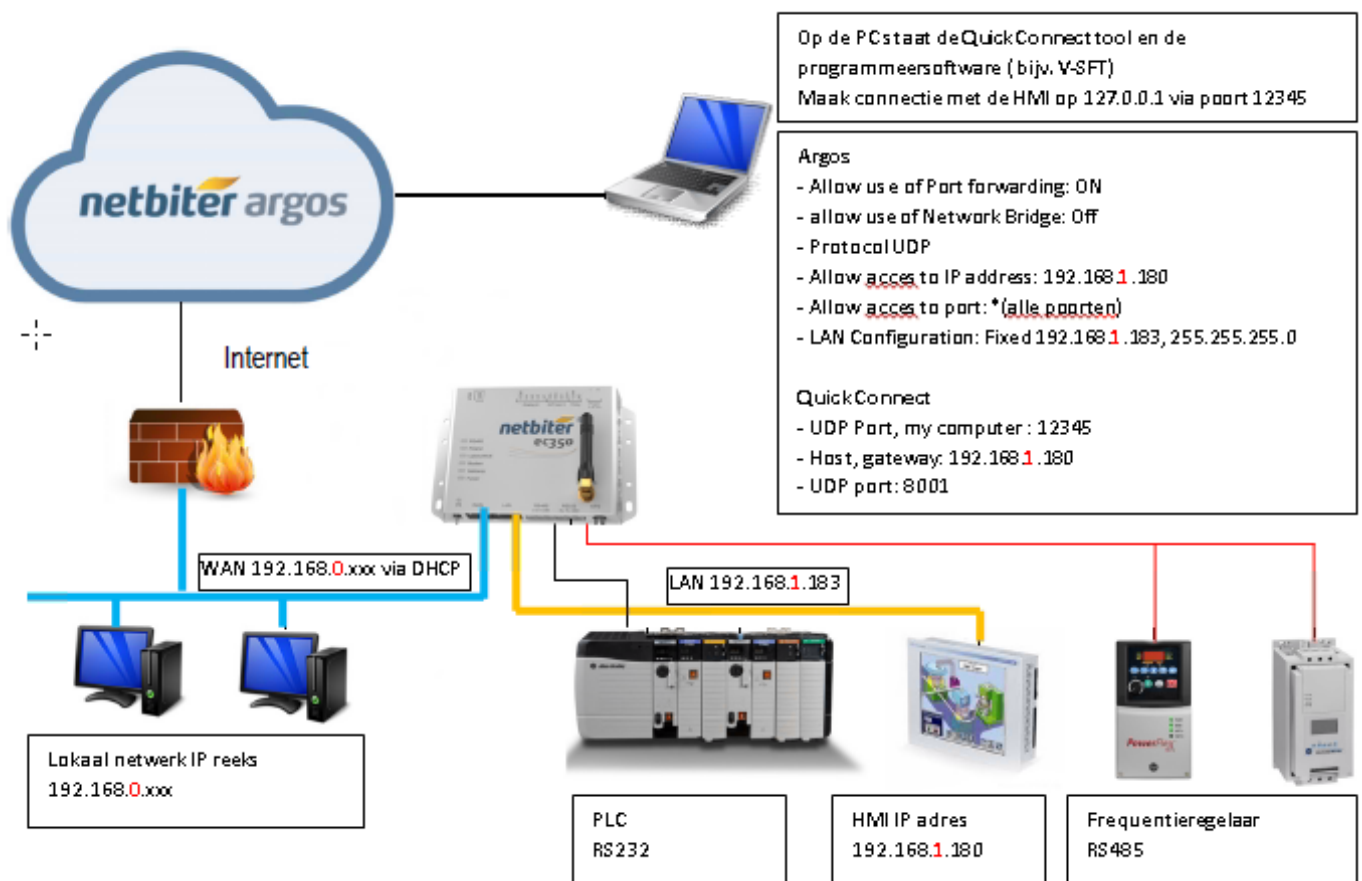 Op de PC staat de QuickConnect tool en de
programmeersoftware ( bijv. V-SFT)
Maak connectie met de HMI op 127.0.0.1 via poort 12345
netbiter argos
Argos
- Allow use of Port forwarding: ON
- allow use of Network Bridge: Off
- Protocol UDP
- Allow acces to IP address: 192.168.1.180
- Allow acces to port: * (alle poorten)
- LAN Configuration: Fixed 192.168.1.183, 255.255.255.0
QuickConnect
- UDP Port, my computer : 12345
- Host, gateway: 192.168.1.180
- UDP port: 8001
Internet
netbiter
ec350
WAN 192.168.0.xxx via DHCP
LAN 192.168.1.183
PowerFlex
Lokaal netwerk IP reeks
192.168.0.xxx
PLC
RS232
HMI IP adres
192.168.1.180
Frequentieregelaar
RS485